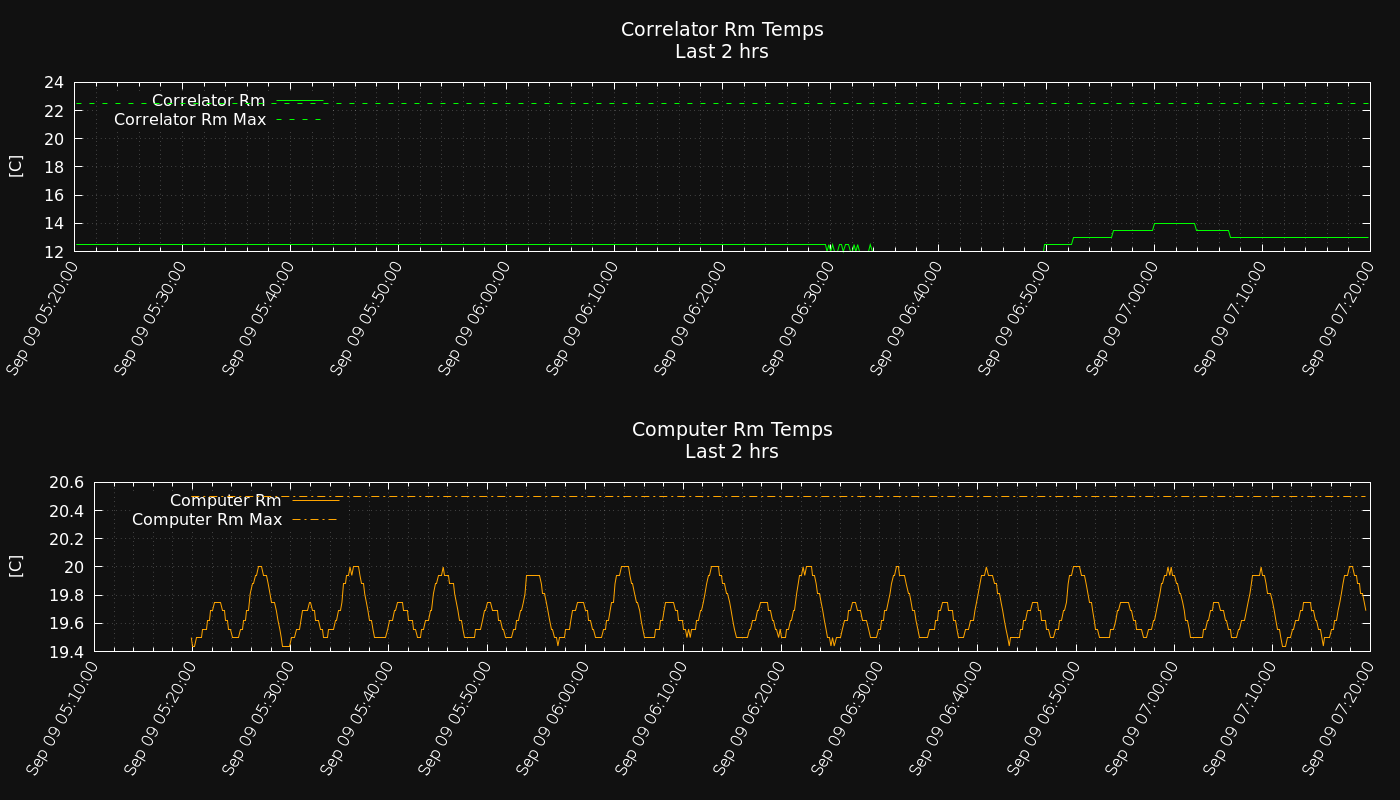 Correlator Rm Temps
Last 2 hrs
[C]
24
22
20
18
16
14
12
Correlator Rm
Correlator Rm Max
Sep 09 05:20:00
Sep 09 05:30:00
Sep 09 05:40:00
Sep 09 05:50:00
Sep 09 06:00:00
Sep 09 06:10:00
Sep 09 06:20:00
Sep 09 06:30:00
Sep 09 06:40:00
Sep 09 06:50:00
Sep 09 07:00:00
Sep 09 07:10:00
Sep 09 07:20:00
Computer Rm Temps
Last 2 hrs
[C]
20.6
20.4
20.2
20
19.8
19.6
19.4
Computer Rm
Computer Rm Max
Sep 09 05:10:00
Sep 09 05:20:00
Sep 09 05:30:00
Sep 09 05:40:00
Sep 09 05:50:00
Sep 09 06:00:00
Sep 09 06:10:00
Sep 09 06:20:00
Sep 09 06:30:00
Sep 09 06:40:00
Sep 09 06:50:00
Sep 09 07:00:00
Sep 09 07:10:00
Sep 09 07:20:00